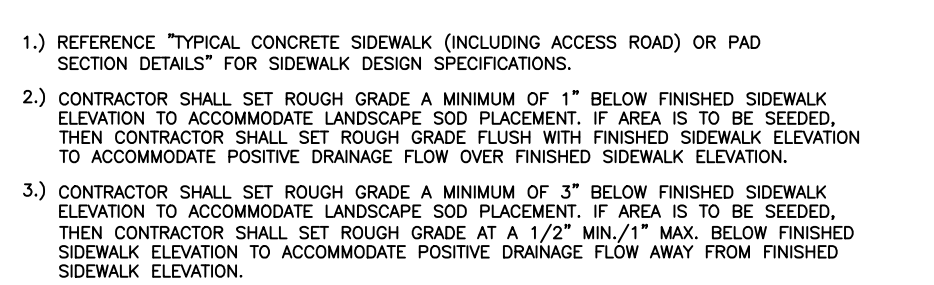 1.) REFERENCE "TYPICAL CONCRETE SIDEWALK (INCLUDING ACCESS ROAD) OR PAD
SECTION DETAILS" FOR SIDEWALK DESIGN SPECIFICATIONS.
2.) CONTRACTOR SHALL SET ROUGH GRADE A MINIMUM OF 1" BELOW FINISHED SIDEWALK
ELEVATION TO ACCOMMODATE LANDSCAPE SOD PLACEMENT. IF AREA IS TO BE SEEDED,
THEN CONTRACTOR SHALL SET ROUGH GRADE FLUSH WITH FINISHED SIDEWALK ELEVATION
TO ACCOMMODATE POSITIVE DRAINAGE FLOW OVER FINISHED SIDEWALK ELEVATION.
3.) CONTRACTOR SHALL SET ROUGH GRADE A MINIMUM OF 3" BELOW FINISHED SIDEWALK
ELEVATION TO ACCOMMODATE LANDSCAPE SOD PLACEMENT. IF AREA IS TO BE SEEDED,
THEN CONTRACTOR SHALL SET ROUGH GRADE AT A 1/2" MIN./1" MAX. BELOW FINISHED
SIDEWALK ELEVATION TO ACCOMMODATE POSITIVE DRAINAGE FLOW AWAY FROM FINISHED
SIDEWALK ELEVATION.